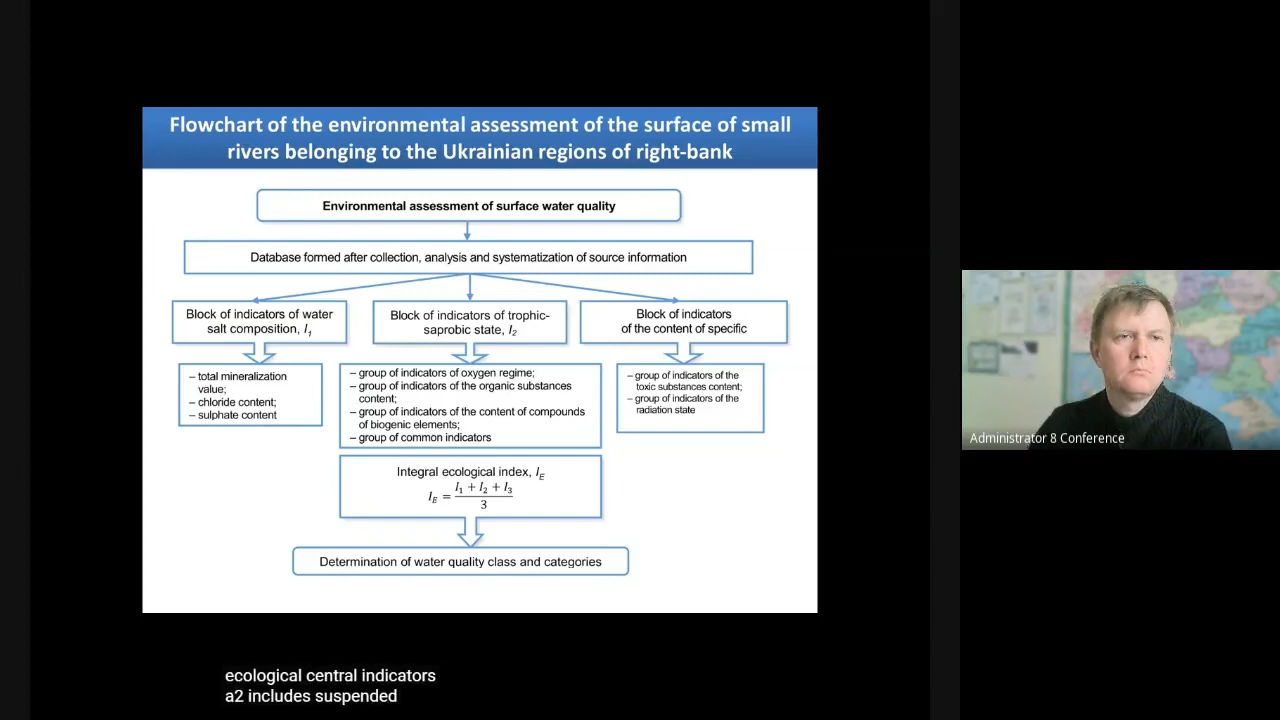 Flowchart of the environmental assessment of the surface of small
rivers belonging to the Ukrainian regions of right-bank
Environmental assessment of surface water quality
Database formed after collection, analysis and systematization of source information
Block of indicators of water
salt composition, I₁
Block of indicators of trophic-
saprobic state, I₂
Block of indicators
of the content of specific
– total mineralization
value;
– chloride content;
– sulphate content
– group of indicators of oxygen regime;
– group of indicators of the organic substances
content;
– group of indicators of the content of compounds
of biogenic elements;
– group of common indicators
– group of indicators of the
toxic substances content;
– group of indicators of the
radiation state
Integral ecological index, I_E
I_E = (I₁ + I₂ + I₃) / 3
Determination of water quality class and categories
Administrator 8 Conference
ecological central indicators
a2 includes suspended